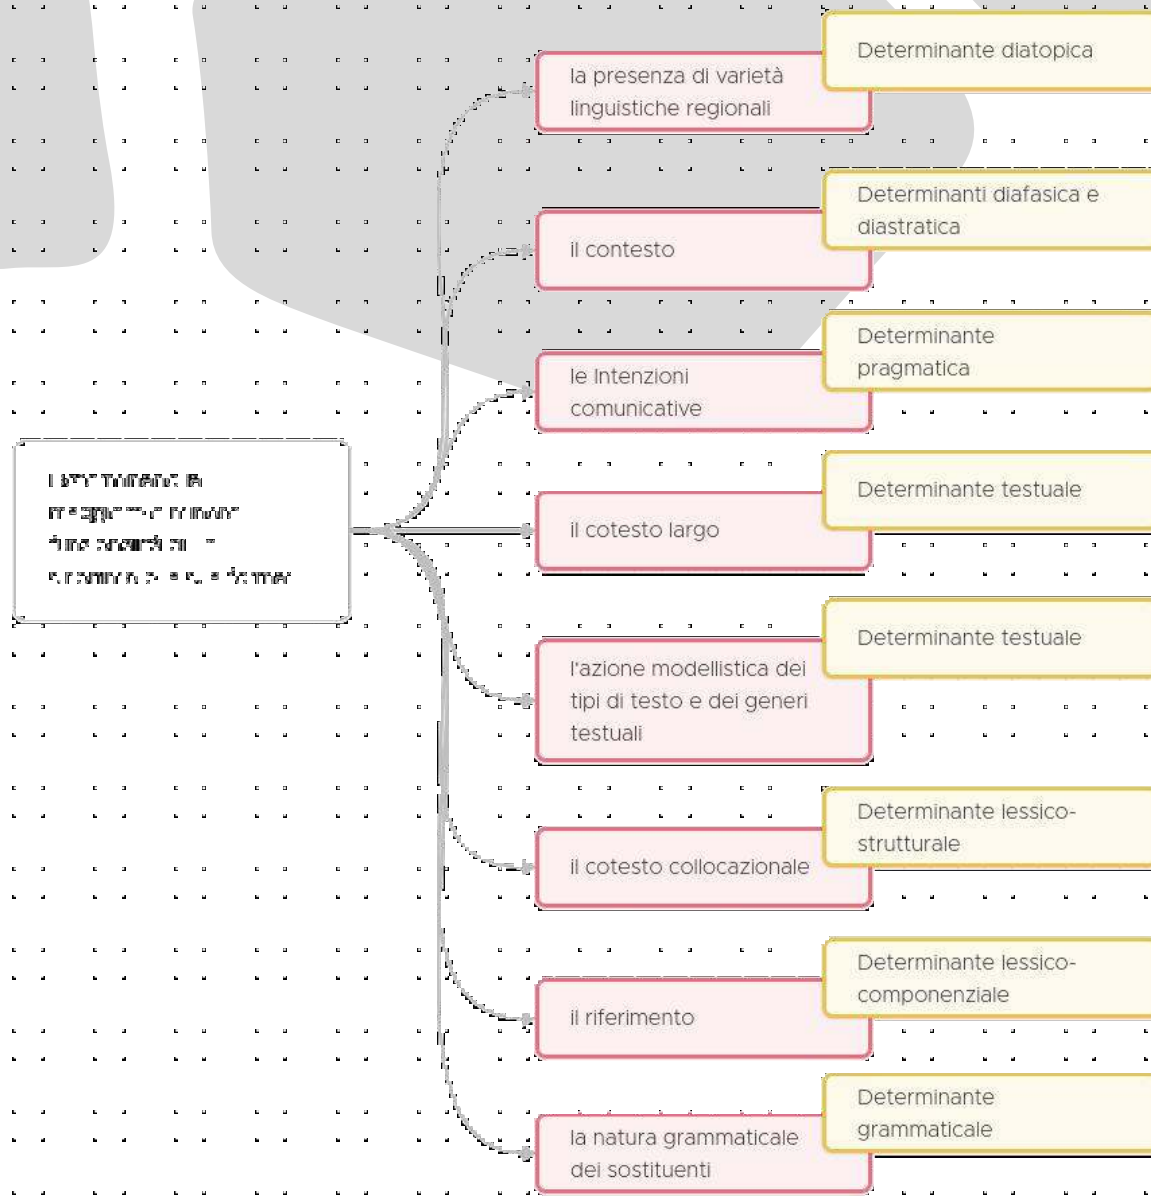 Determinante diatopica
la presenza di varietà
linguistiche regionali
Determinanti diafasica e
diastratica
il contesto
Determinante
pragmatica
le Intenzioni
comunicative
Determinante testuale
il cotesto largo
Determinante testuale
l'azione modellistica dei
tipi di testo e dei generi
testuali
Determinante lessico-
strutturale
il cotesto collocazionale
Determinante lessico-
componenziale
il riferimento
Determinante
grammaticale
la natura grammaticale
dei sostituenti